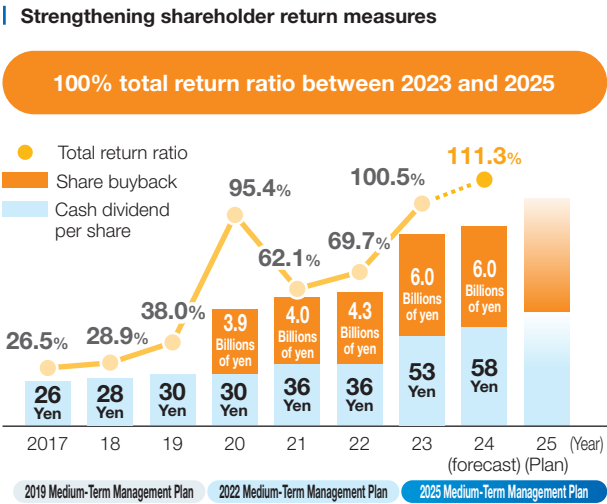 Strengthening shareholder return measures
100% total return ratio between 2023 and 2025
Total return ratio
Share buyback
Cash dividend
per share
26.5%
28.9%
38.0%
95.4%
62.1%
69.7%
100.5%
111.3%
3.9
Billions
of yen
4.0
Billions
of yen
4.3
Billions
of yen
6.0
Billions
of yen
6.0
Billions
of yen
26
Yen
28
Yen
30
Yen
30
Yen
36
Yen
36
Yen
53
Yen
58
Yen
2017 18 19 20 21 22 23 24 25 (Year)
(forecast) (Plan)
2019 Medium-Term Management Plan
2022 Medium-Term Management Plan
2025 Medium-Term Management Plan